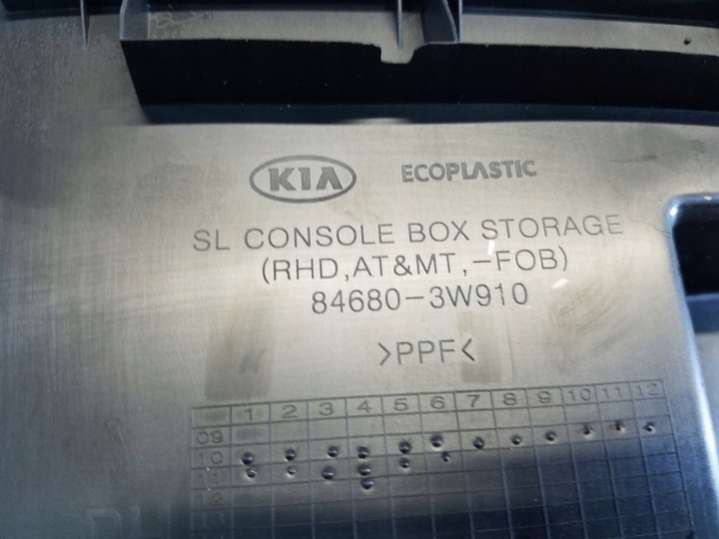 KIA ECOPLASTIC
SL CONSOLE BOX STORAGE
(RHD,AT&MT,-FOB)
84680-3W910
>PPF<
1 2 3 4 5 6 7 8 9 10 11 12
09
10
11